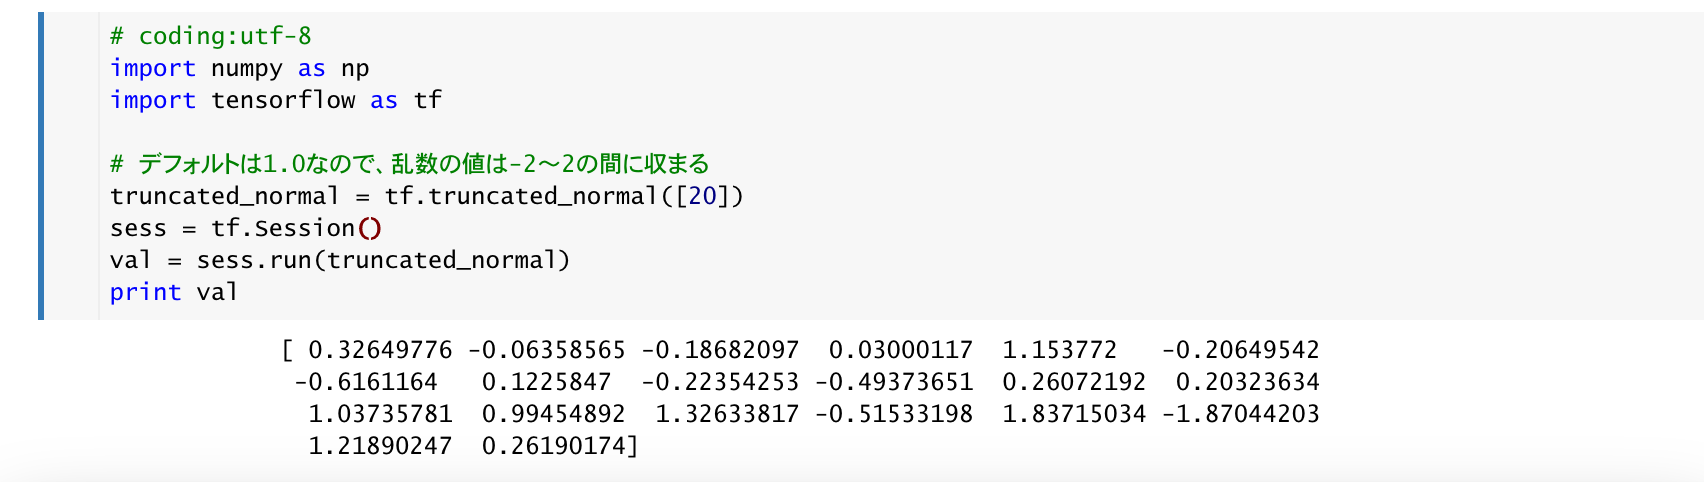 # coding:utf-8
import numpy as np
import tensorflow as tf
# デフォルトは1.0なので、乱数の値は-2〜2の間に収まる
truncated_normal = tf.truncated_normal([20])
sess = tf.Session()
val = sess.run(truncated_normal)
print val
[ 0.32649776 -0.06358565 -0.18682097  0.03000117  1.153772   -0.20649542
 -0.6161164   0.1225847  -0.22354253 -0.49373651  0.26072192  0.20323634
  1.03735781  0.99454892  1.32633817 -0.51533198  1.83715034 -1.87044203
  1.21890247  0.26190174]